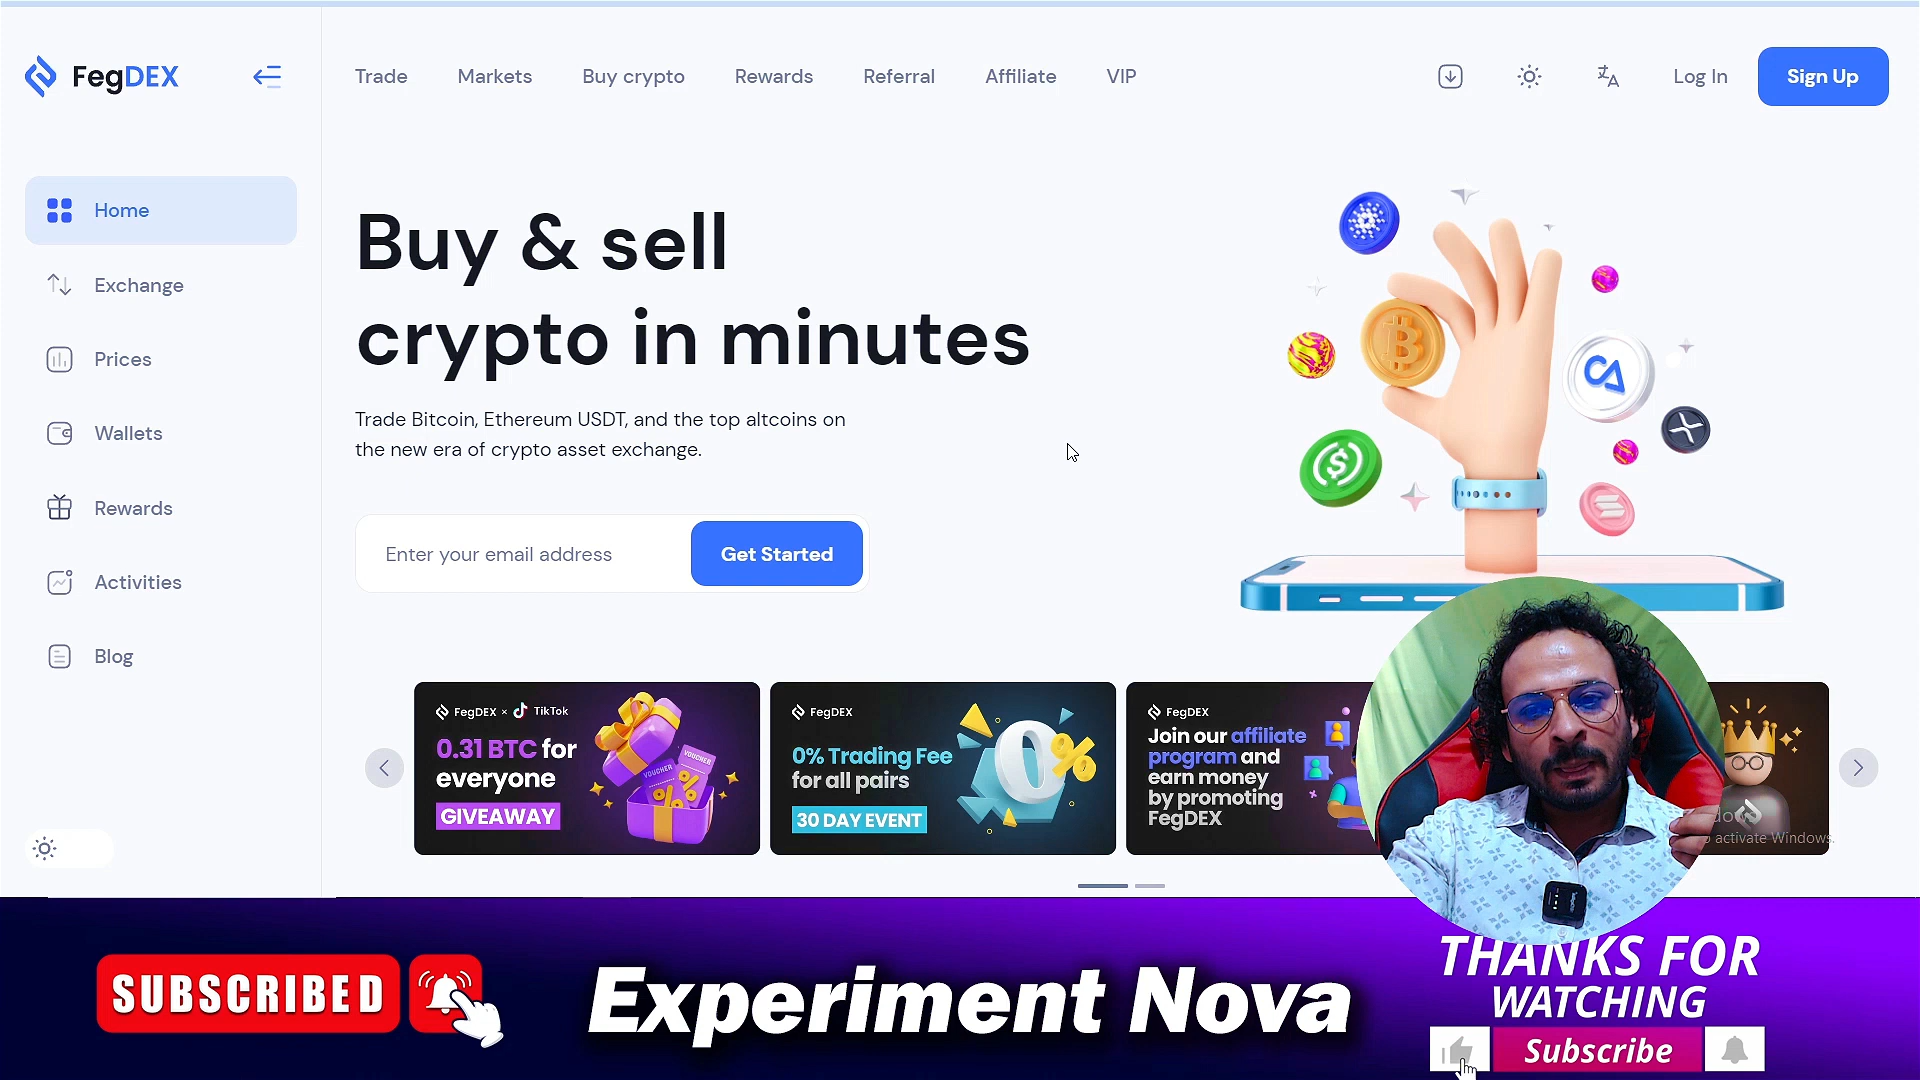 FegDEX
Trade
Markets
Buy crypto
Rewards
Referral
Affiliate
VIP
Log In
Sign Up
Home
Exchange
Prices
Wallets
Rewards
Activities
Blog
Buy & sell
crypto in minutes
Trade Bitcoin, Ethereum USDT, and the top altcoins on
the new era of crypto asset exchange.
Enter your email address
Get Started
FegDEX × TikTok
0.31 BTC for
everyone
GIVEAWAY
VOUCHER
VOUCHER
FegDEX
0% Trading Fee
for all pairs
30 DAY EVENT
0%
FegDEX
Join our affiliate
program and
earn money
by promoting
FegDEX
activate Windows.
SUBSCRIBED
Experiment Nova
THANKS FOR
WATCHING
Subscribe